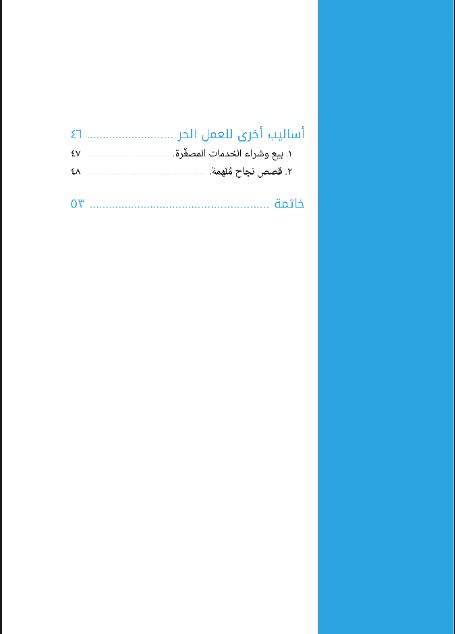 أساليب أخرى للعمل الحر ........................... ٤٦
١. بيع وشراء الخدمات المصغّرة. ........................... ٤٧
٢. قصص نجاح مُلهمة. ........................... ٤٨
خاتمة ........................................................ ٥٣